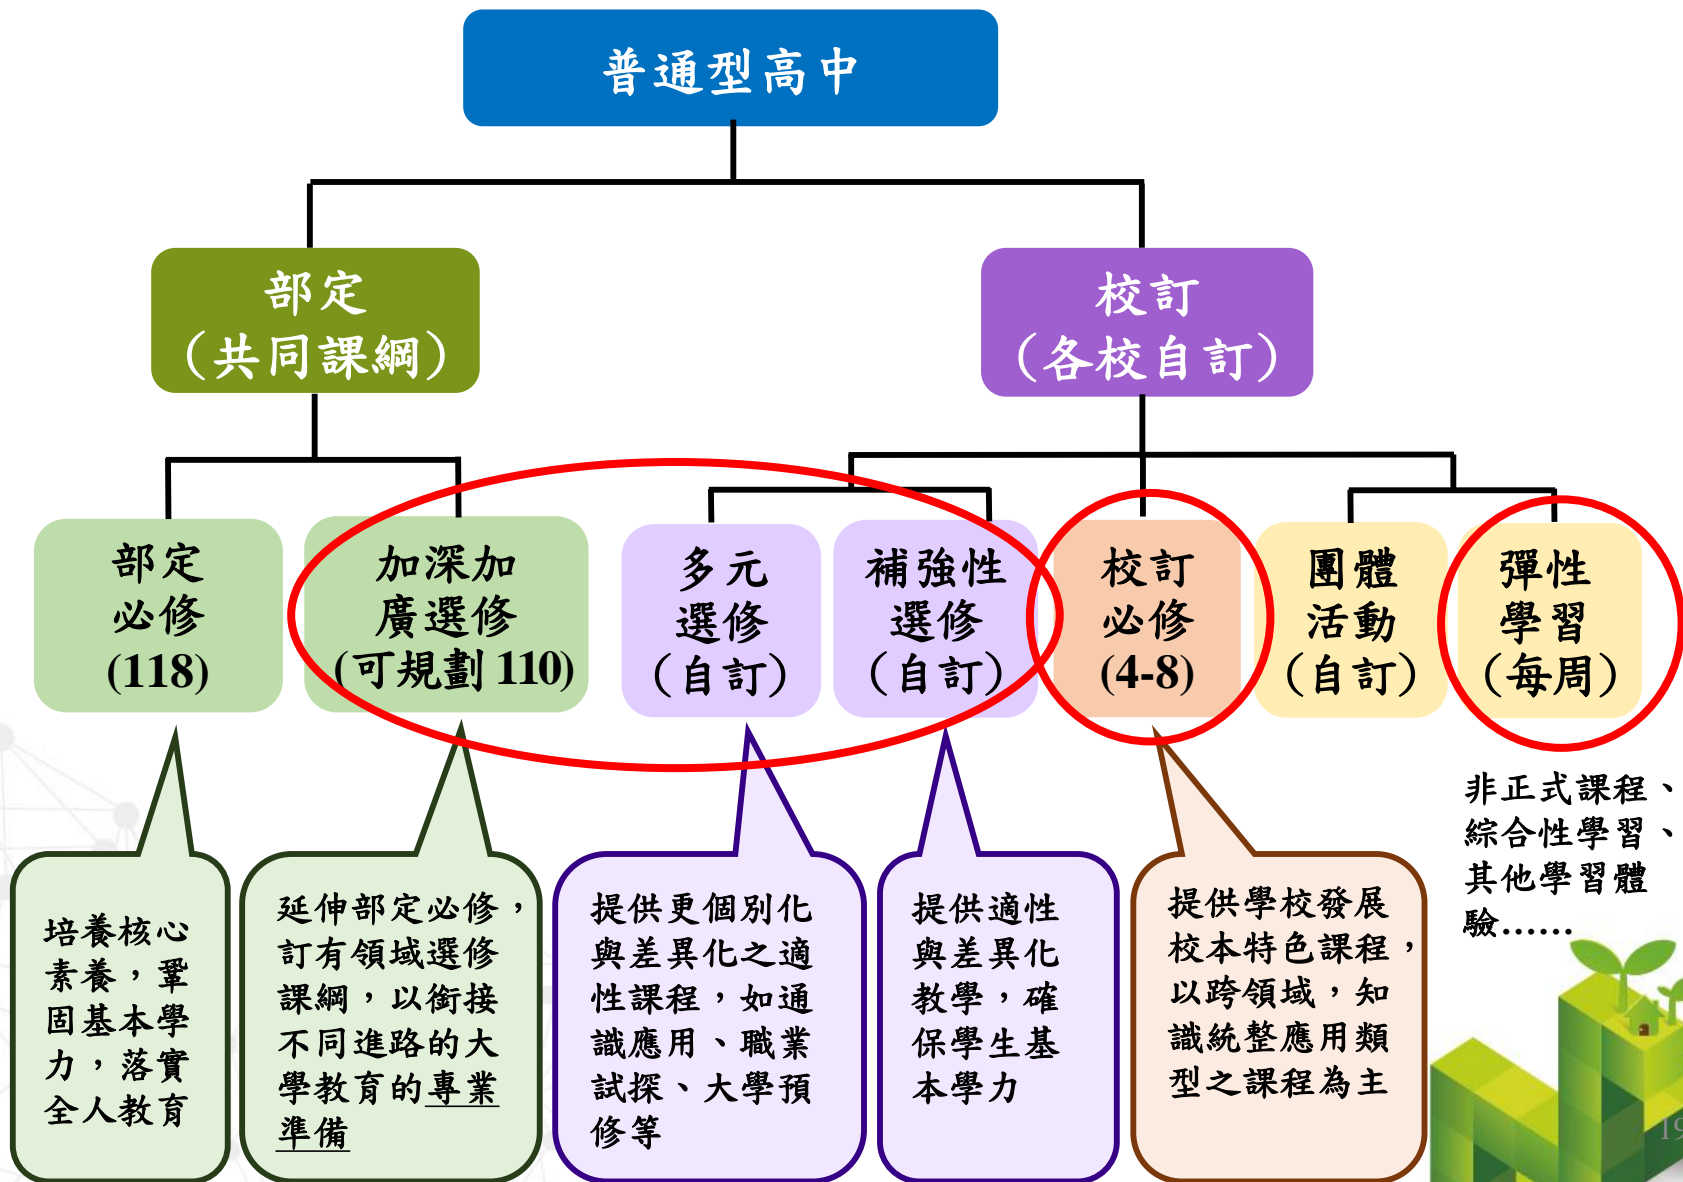 普通型高中
部定
（共同課綱）
校訂
（各校自訂）
部定
必修
(118)
加深加
廣選修
(可規劃 110)
多元
選修
（自訂）
補強性
選修
（自訂）
校訂
必修
(4-8)
團體
活動
（自訂）
彈性
學習
（每周）
培養核心
素養，鞏
固基本學
力，落實
全人教育
延伸部定必修，
訂有領域選修
課綱，以銜接
不同進路的大
學教育的專業
準備
提供更個別化
與差異化之適
性課程，如通
識應用、職業
試探、大學預
修等
提供適性
與差異化
教學，確
保學生基
本學力
提供學校發展
校本特色課程，
以跨領域，知
識統整應用類
型之課程為主
非正式課程、
綜合性學習、
其他學習體
驗……
19